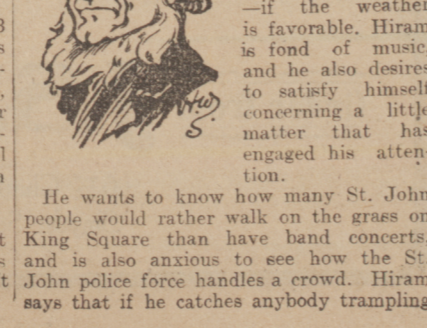 —if the weather
is favorable. Hiram
is fond of music
and he also desires
to satisfy himself
concerning a little
matter that has
engaged his atten-
tion.
He wants to know how many St. John
people would rather walk on the grass on
King Square than have band concerts,
and is also anxious to see how the St.
John police force handles a crowd. Hiram
says that if he catches anybody trampling